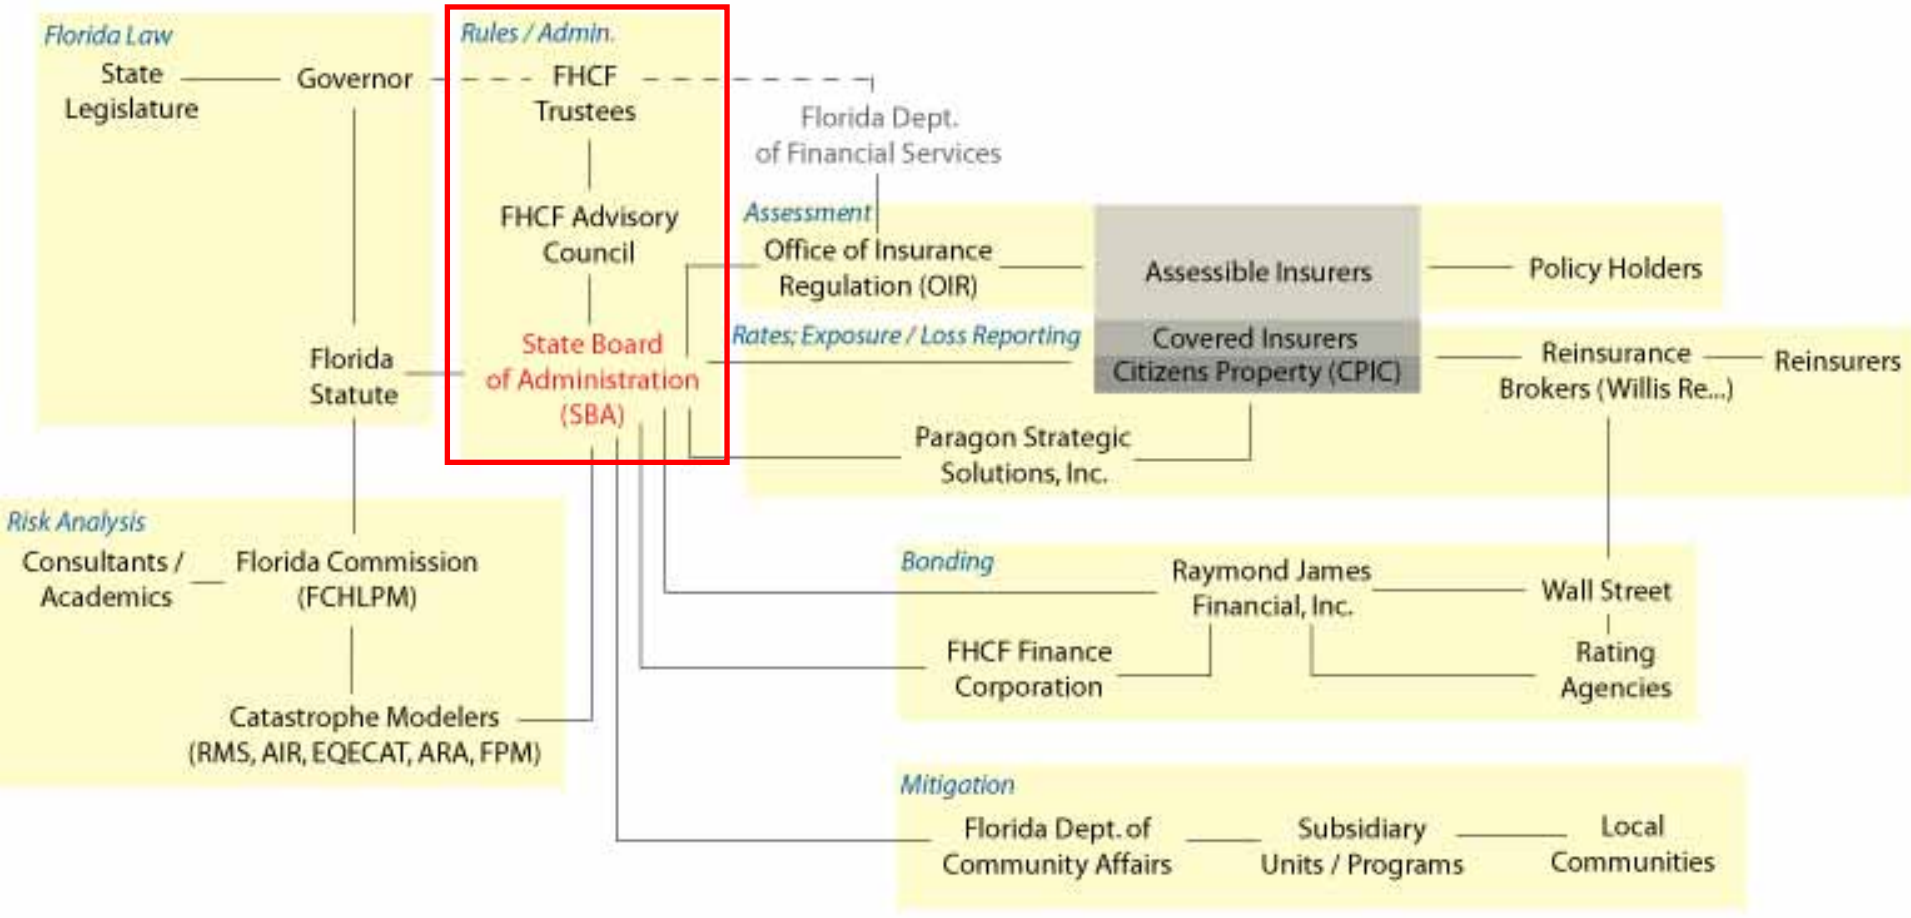 Florida Law
State
Legislature
Governor
Florida
Statute
Rules / Admin.
FHCF
Trustees
FHCF Advisory
Council
State Board
of Administration
(SBA)
Florida Dept.
of Financial Services
Assessment
Office of Insurance
Regulation (OIR)
Assessible Insurers
Policy Holders
Rates; Exposure / Loss Reporting
Covered Insurers
Citizens Property (CPIC)
Reinsurance
Brokers (Willis Re...)
Reinsurers
Paragon Strategic
Solutions, Inc.
Risk Analysis
Consultants /
Academics
Florida Commission
(FCHLPM)
Catastrophe Modelers
(RMS, AIR, EQECAT, ARA, FPM)
Bonding
Raymond James
Financial, Inc.
Wall Street
FHCF Finance
Corporation
Rating
Agencies
Mitigation
Florida Dept. of
Community Affairs
Subsidiary
Units / Programs
Local
Communities